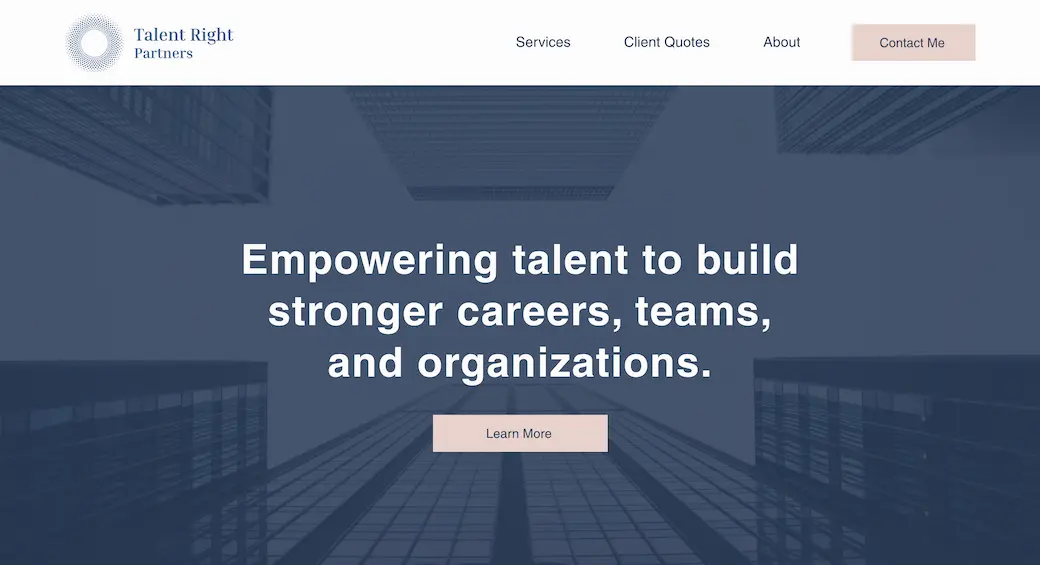 Talent Right
Partners
Services
Client Quotes
About
Contact Me
Empowering talent to build
stronger careers, teams,
and organizations.
Learn More